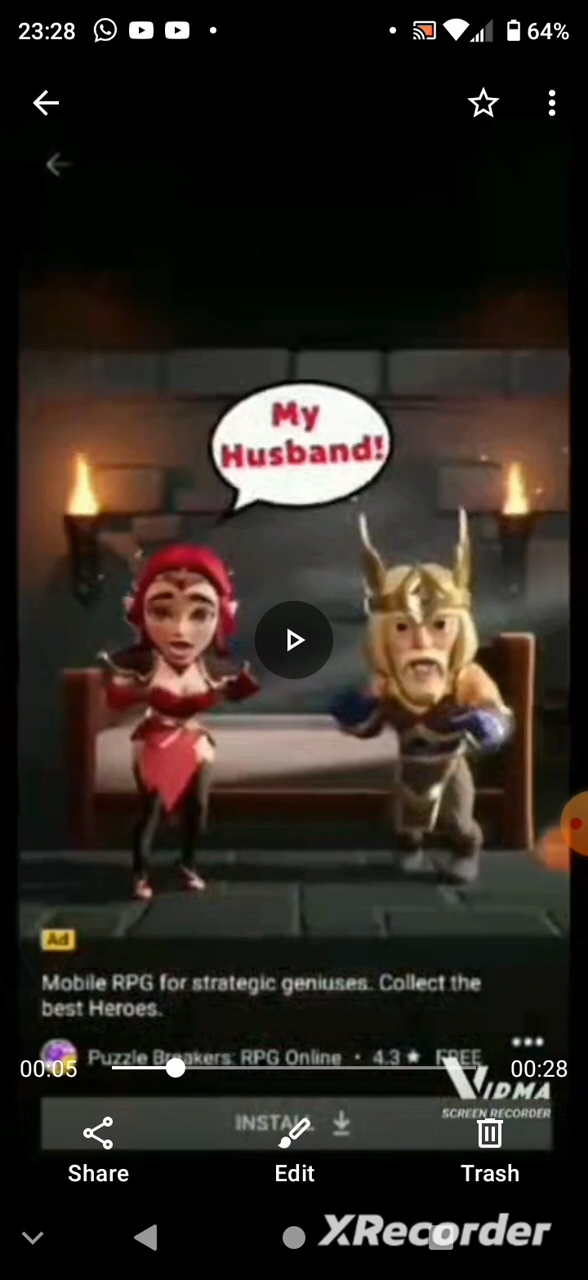 23:28
64%
My
Husband!
Ad
Mobile RPG for strategic geniuses. Collect the
best Heroes.
Puzzle Breakers: RPG Online • 4.3 ★ FREE
00:05
00:28
VIDMA
SCREEN RECORDER
INSTALL
Share
Edit
Trash
XRecorder